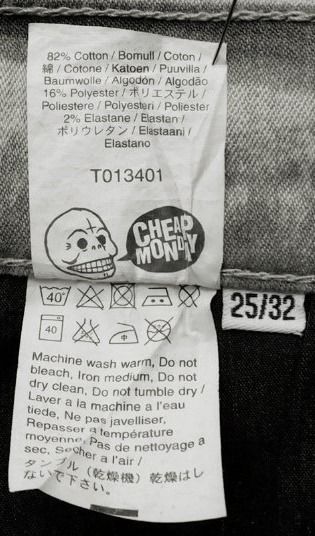 82% Cotton / Bomull / Coton /
綿 / Cotone / Katoen / Puuvilla /
Baumwolle / Algodón / Algodão
16% Polyester / ポリエステル /
Poliestere / Polyesteri / Poliester
2% Elastane / Elastan /
ポリウレタン / Elastaani /
Elastano
T013401
CHEAP
MONDAY
40°
40
25/32
Machine wash warm, Do not
bleach, Iron medium, Do not
dry clean, Do not tumble dry /
Laver a la machine a l'eau
tiede, Ne pas javelliser,
Repasser a température
moyenne, Pas de nettoyage a
sec, Secher a l'air /
タンブル (乾燥機) 乾燥はし
ないで下さい。